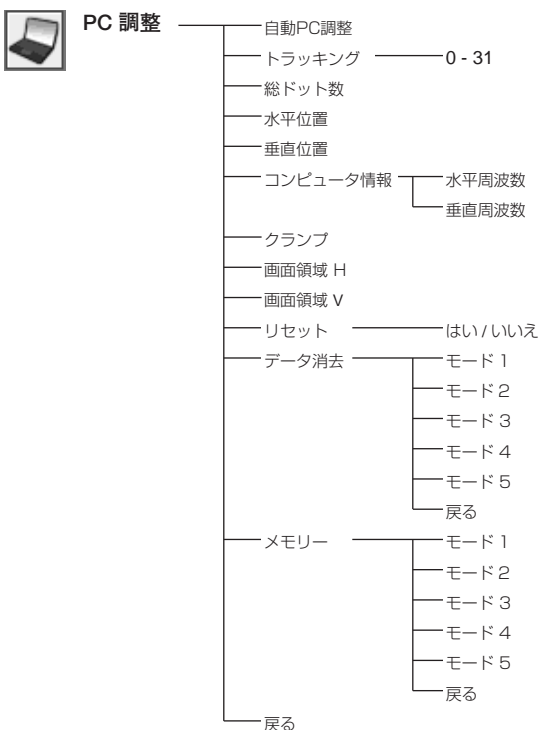 PC 調整
自動PC調整
トラッキング 0 - 31
総ドット数
水平位置
垂直位置
コンピュータ情報 水平周波数
垂直周波数
クランプ
画面領域 H
画面領域 V
リセット はい / いいえ
データ消去 モード 1
モード 2
モード 3
モード 4
モード 5
戻る
メモリー モード 1
モード 2
モード 3
モード 4
モード 5
戻る
戻る